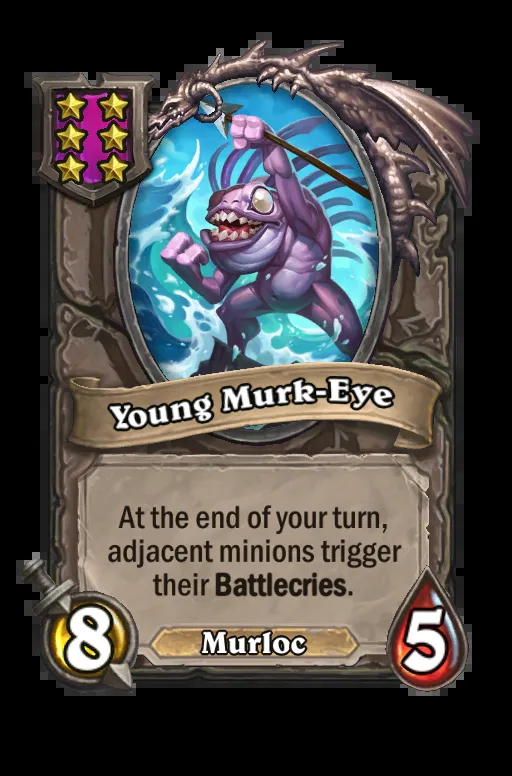 Young Murk-Eye
At the end of your turn,
adjacent minions trigger
their Battlecries.
8
Murloc
5